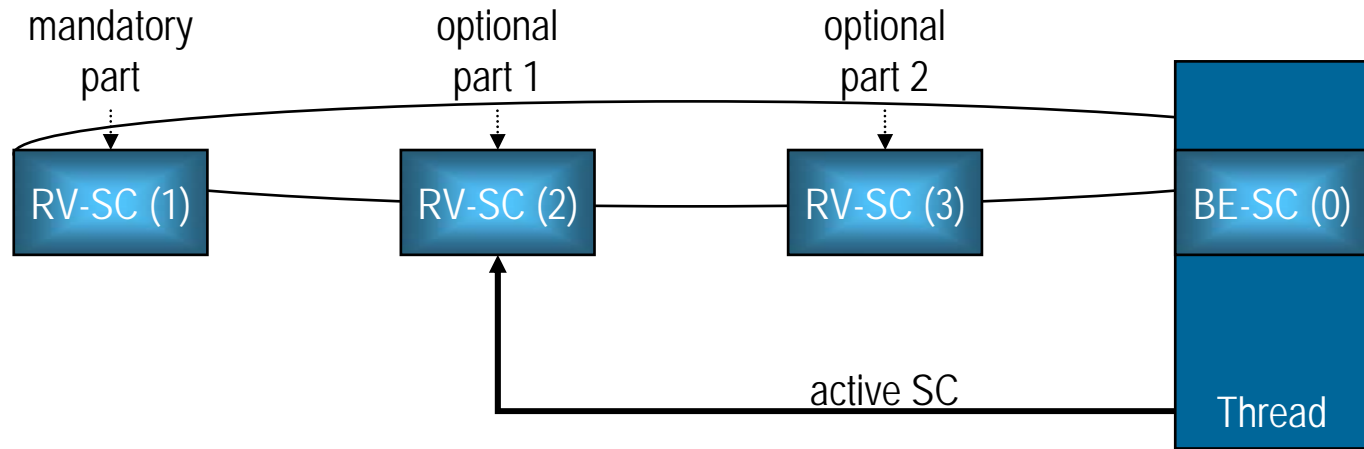 mandatory
part
optional
part 1
optional
part 2
RV-SC (1)
RV-SC (2)
RV-SC (3)
BE-SC (0)
active SC
Thread